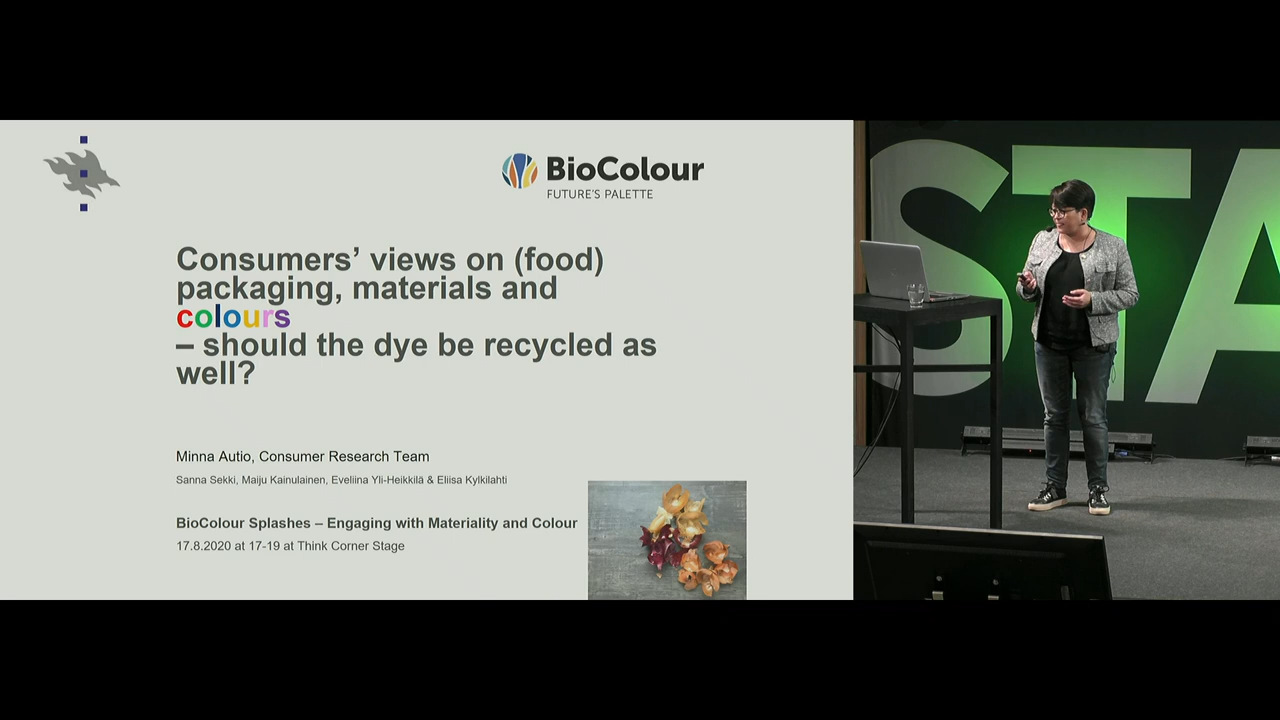 BioColour
FUTURE'S PALETTE
Consumers' views on (food)
packaging, materials and
colours
– should the dye be recycled as
well?
Minna Autio, Consumer Research Team
Sanna Sekki, Maiju Kainulainen, Eveliina Yli-Heikkilä & Eliisa Kylkilahti
BioColour Splashes – Engaging with Materiality and Colour
17.8.2020 at 17-19 at Think Corner Stage
STA